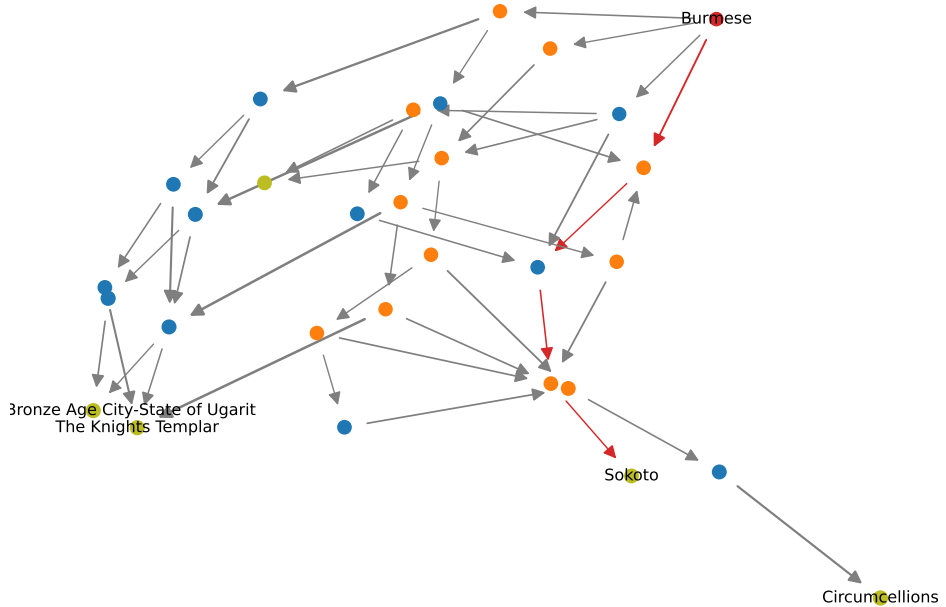 Burmese
Bronze Age City-State of Ugarit
The Knights Templar
Sokoto
Circumcellions